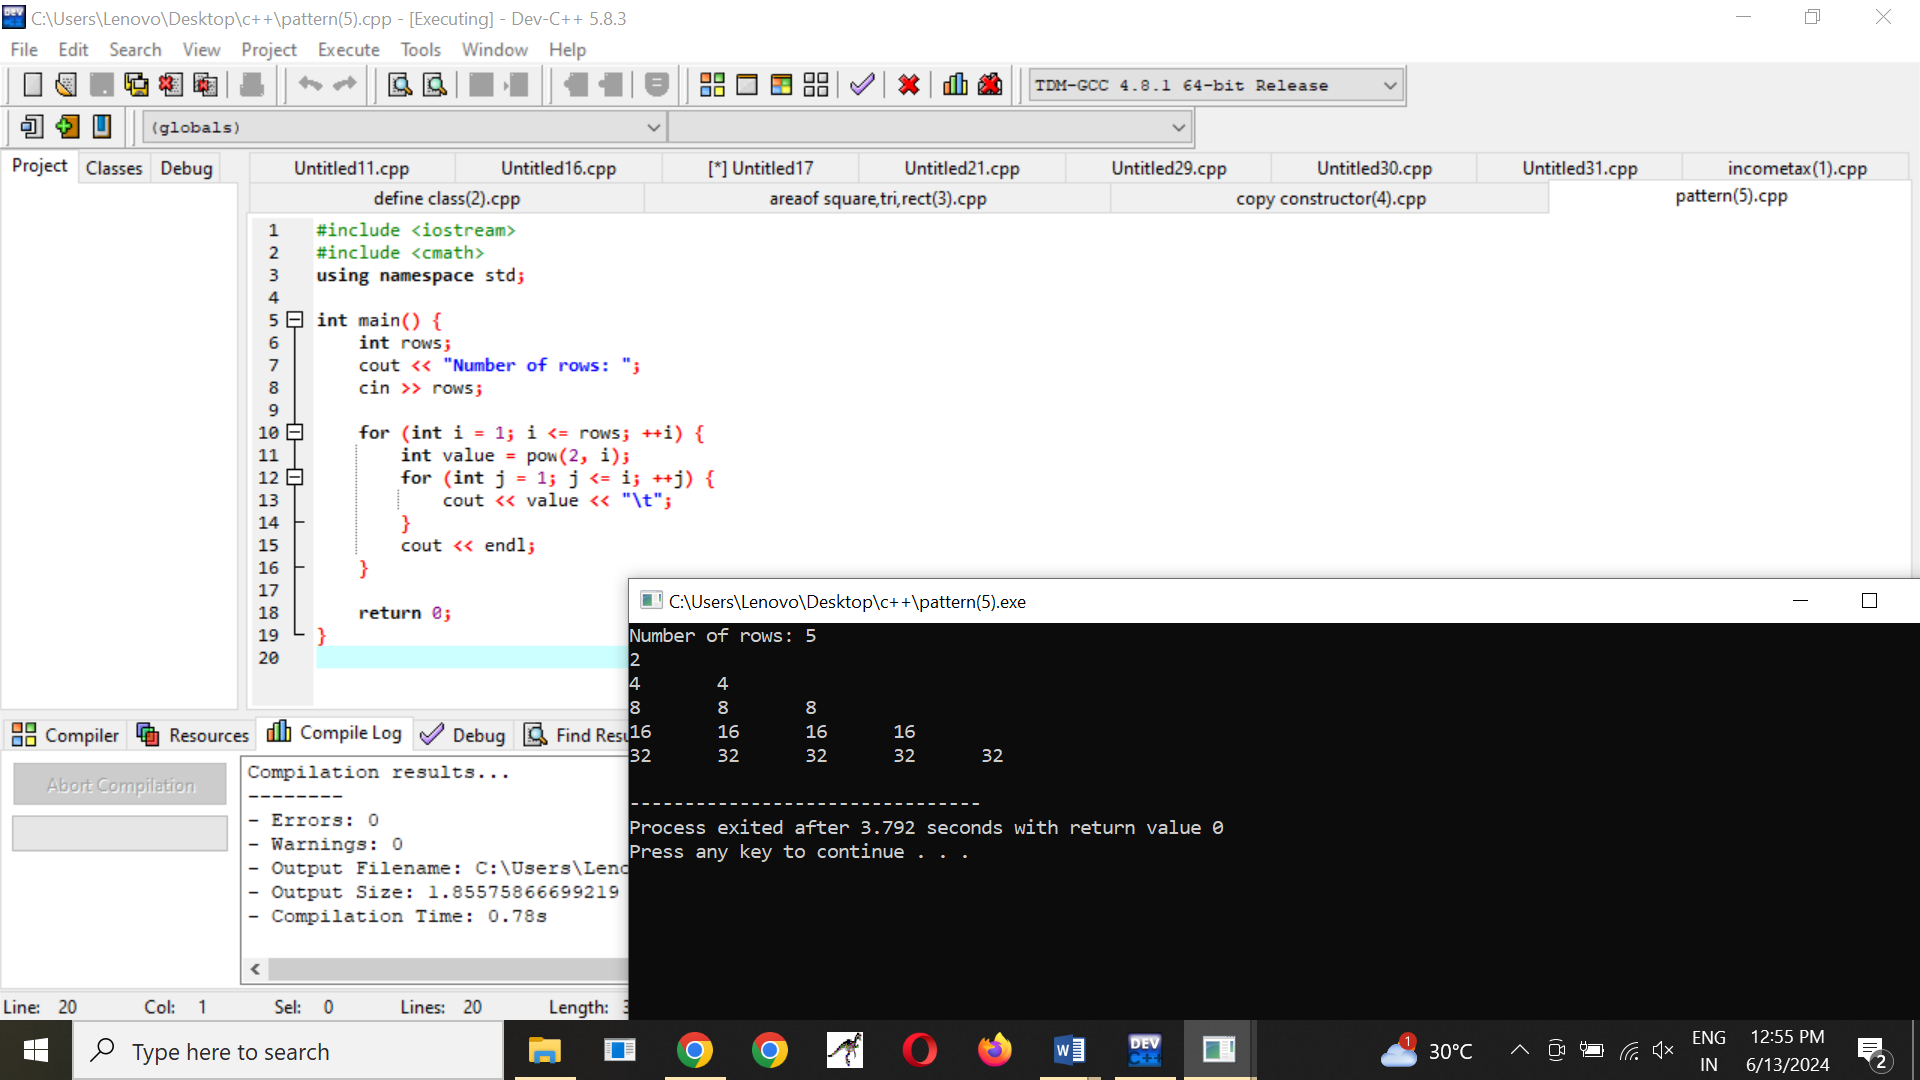 C:\Users\Lenovo\Desktop\c++\pattern(5).cpp - [Executing] - Dev-C++ 5.8.3
File Edit Search View Project Execute Tools Window Help
TDM-GCC 4.8.1 64-bit Release
(globals)
Project Classes Debug
Untitled11.cpp Untitled16.cpp [*] Untitled17 Untitled21.cpp Untitled29.cpp Untitled30.cpp Untitled31.cpp incometax(1).cpp
define class(2).cpp areaof square,tri,rect(3).cpp copy constructor(4).cpp pattern(5).cpp
1 #include <iostream>
2 #include <cmath>
3 using namespace std;
4
5 int main() {
6 int rows;
7 cout << "Number of rows: ";
8 cin >> rows;
9
10 for (int i = 1; i <= rows; ++i) {
11 int value = pow(2, i);
12 for (int j = 1; j <= i; ++j) {
13 cout << value << "\t";
14 }
15 cout << endl;
16 }
17
18 return 0;
19 }
20
C:\Users\Lenovo\Desktop\c++\pattern(5).exe
Number of rows: 5
2
4 4
8 8 8
16 16 16 16
32 32 32 32 32
--------------------------------
Process exited after 3.792 seconds with return value 0
Press any key to continue . . .
Compiler Resources Compile Log Debug Find Resu
Abort Compilation
Compilation results...
--------
- Errors: 0
- Warnings: 0
- Output Filename: C:\Users\Leno
- Output Size: 1.85575866699219
- Compilation Time: 0.78s
Line: 20 Col: 1 Sel: 0 Lines: 20 Length:
Type here to search
DEV C++
1
30°C
ENG
IN
12:55 PM
6/13/2024
2